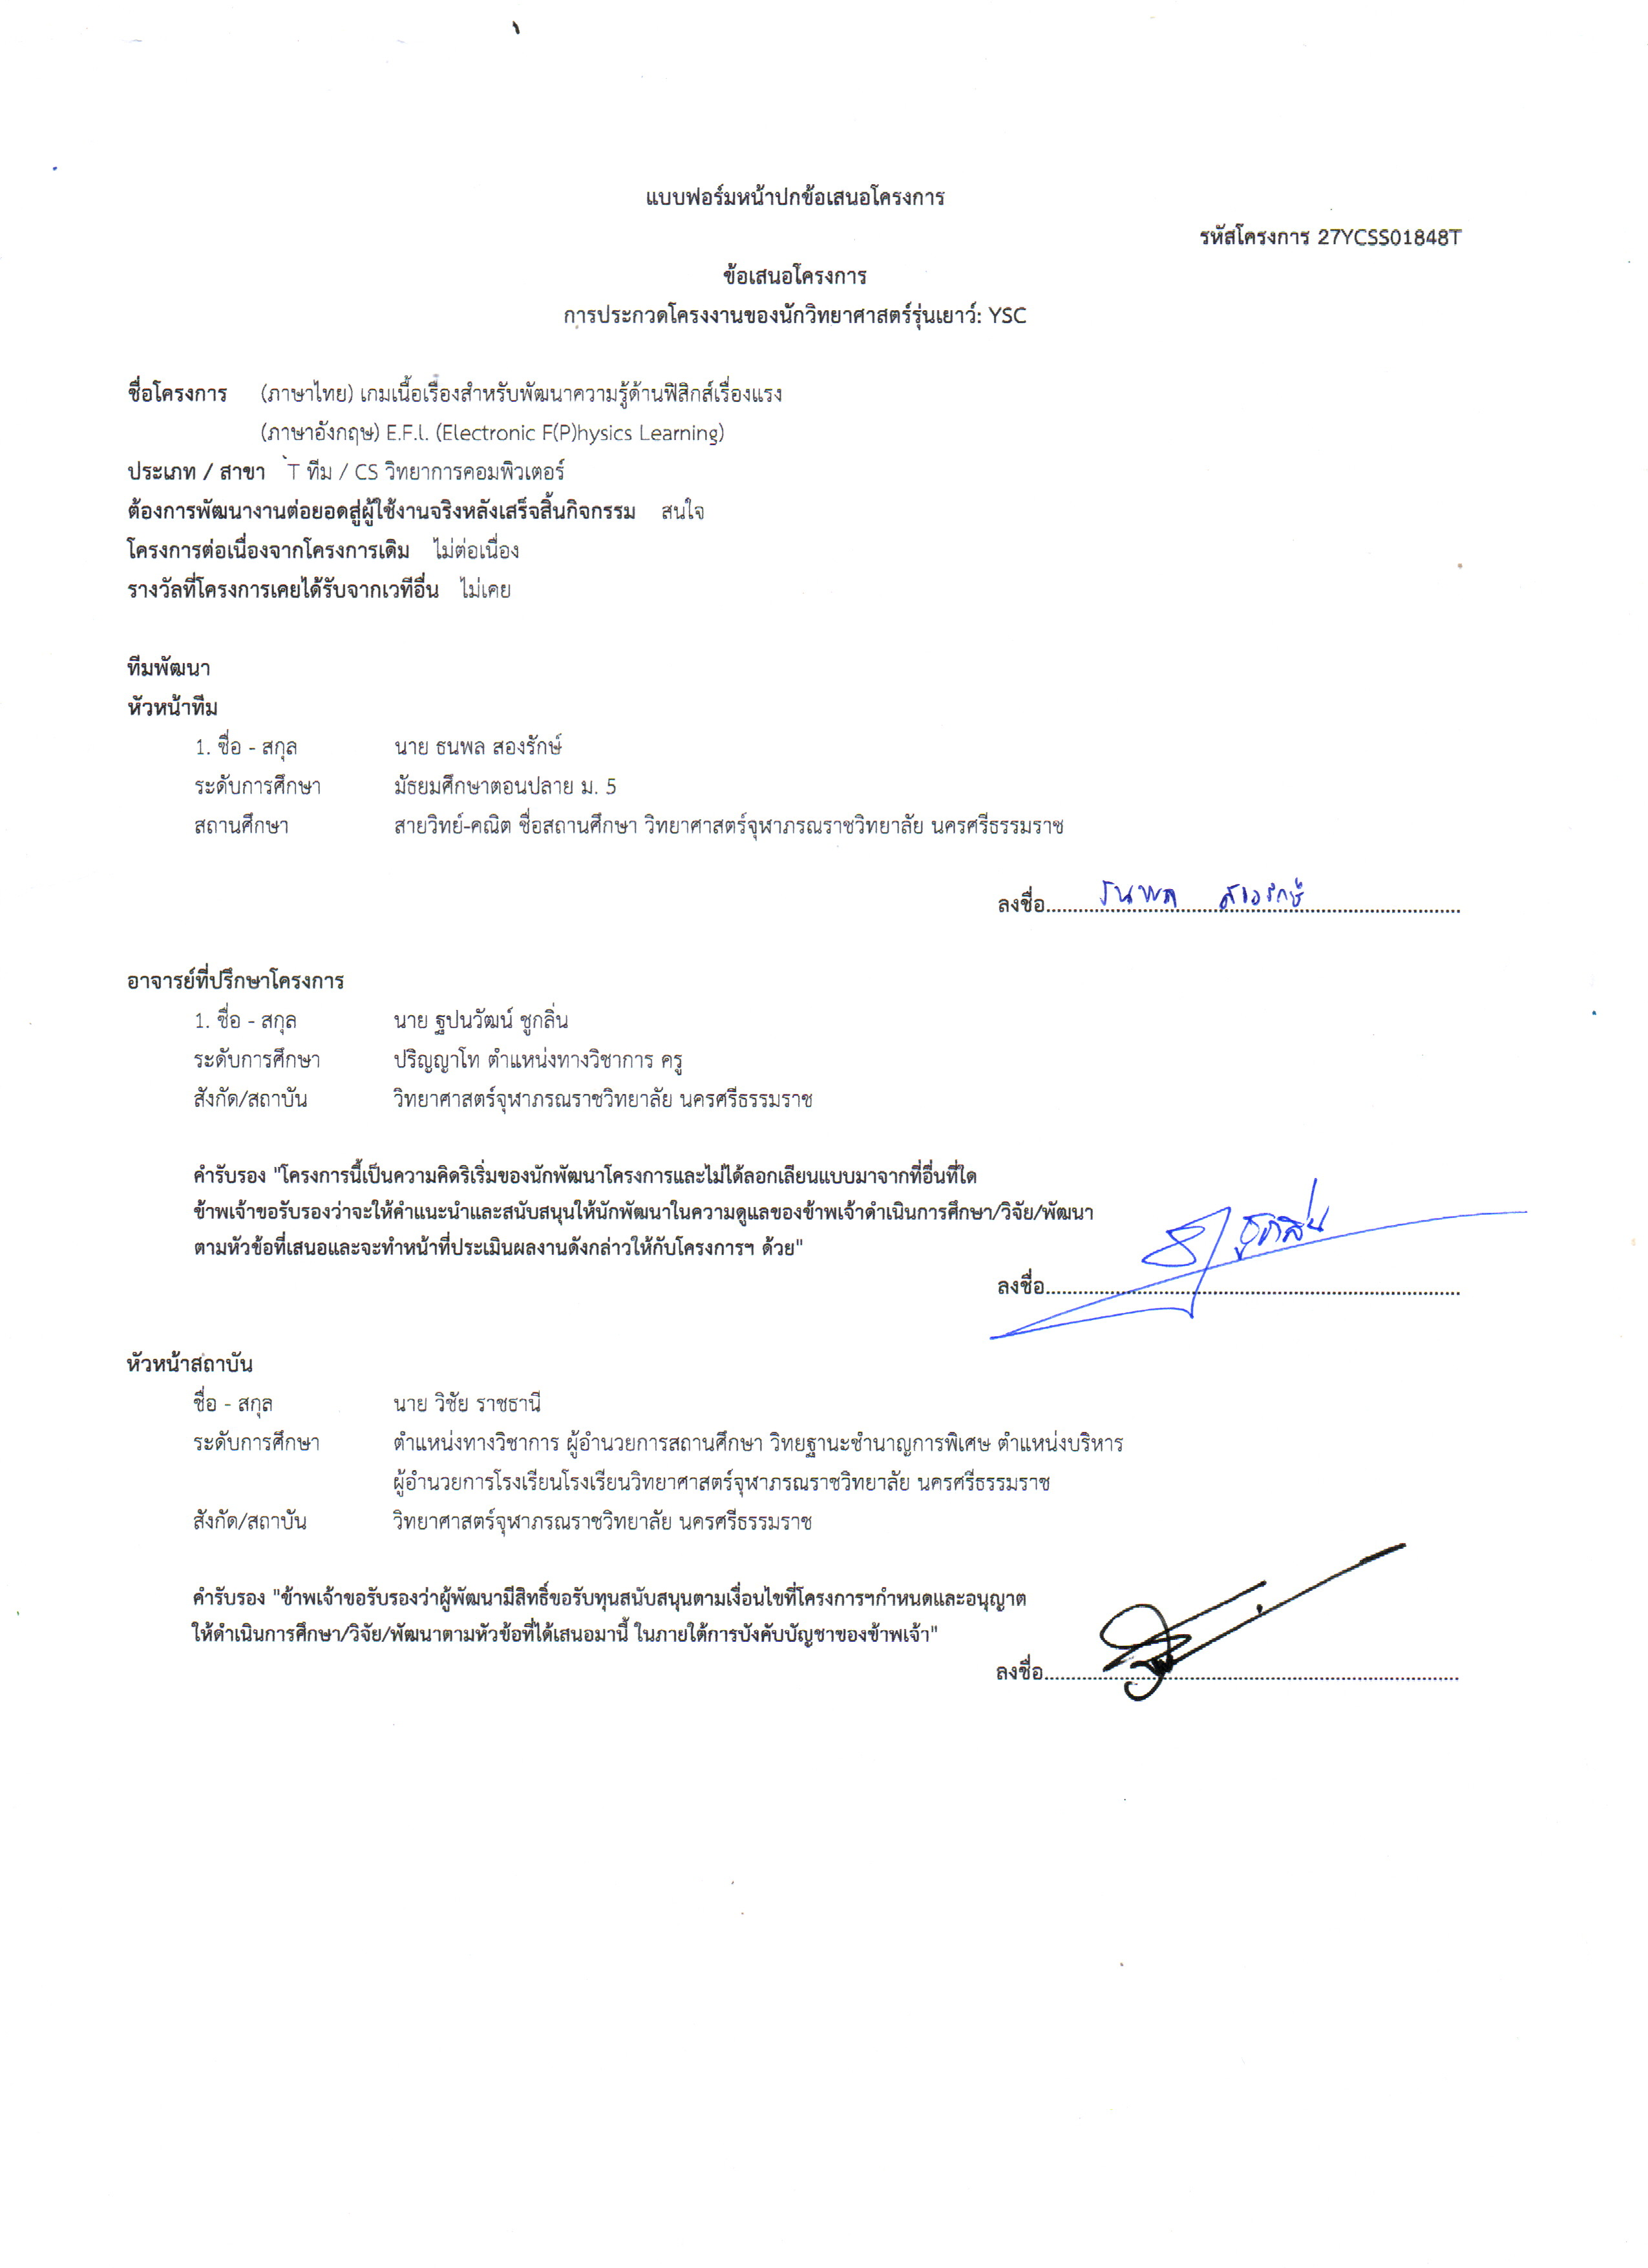 แบบฟอร์มหน้าปกข้อเสนอโครงการ
รหัสโครงการ 27YCSS01848T
ข้อเสนอโครงการ
การประกวดโครงงานของนักวิทยาศาสตร์รุ่นเยาว์: YSC
ชื่อโครงการ (ภาษาไทย) เกมเนื้อเรื่องสำหรับพัฒนาความรู้ด้านฟิสิกส์เรื่องแรง
(ภาษาอังกฤษ) E.F.l. (Electronic F(P)hysics Learning)
ประเภท / สาขา T ทีม / CS วิทยาการคอมพิวเตอร์
ต้องการพัฒนางานต่อยอดสู่ผู้ใช้งานจริงหลังเสร็จสิ้นกิจกรรม สนใจ
โครงการต่อเนื่องจากโครงการเดิม ไม่ต่อเนื่อง
รางวัลที่โครงการเคยได้รับจากเวทีอื่น ไม่เคย
ทีมพัฒนา
หัวหน้าทีม
1. ชื่อ - สกุล นาย ธนพล สองรักษ์
ระดับการศึกษา มัธยมศึกษาตอนปลาย ม. 5
สถานศึกษา สายวิทย์-คณิต ชื่อสถานศึกษา วิทยาศาสตร์จุฬาภรณราชวิทยาลัย นครศรีธรรมราช
ลงชื่อ ธนพล สองรักษ์
อาจารย์ที่ปรึกษาโครงการ
1. ชื่อ - สกุล นาย ฐปนวัฒน์ ชูกลิ่น
ระดับการศึกษา ปริญญาโท ตำแหน่งทางวิชาการ ครู
สังกัด/สถาบัน วิทยาศาสตร์จุฬาภรณราชวิทยาลัย นครศรีธรรมราช
คำรับรอง "โครงการนี้เป็นความคิดริเริ่มของนักพัฒนาโครงการและไม่ได้ลอกเลียนแบบมาจากที่อื่นที่ใด
ข้าพเจ้าขอรับรองว่าจะให้คำแนะนำและสนับสนุนให้นักพัฒนาในความดูแลของข้าพเจ้าดำเนินการศึกษา/วิจัย/พัฒนา
ตามหัวข้อที่เสนอและจะทำหน้าที่ประเมินผลงานดังกล่าวให้กับโครงการฯ ด้วย"
ลงชื่อ
หัวหน้าสถาบัน
ชื่อ - สกุล นาย วิชัย ราชธานี
ระดับการศึกษา ตำแหน่งทางวิชาการ ผู้อำนวยการสถานศึกษา วิทยฐานะชำนาญการพิเศษ ตำแหน่งบริหาร
ผู้อำนวยการโรงเรียนโรงเรียนวิทยาศาสตร์จุฬาภรณราชวิทยาลัย นครศรีธรรมราช
สังกัด/สถาบัน วิทยาศาสตร์จุฬาภรณราชวิทยาลัย นครศรีธรรมราช
คำรับรอง "ข้าพเจ้าขอรับรองว่าผู้พัฒนามีสิทธิ์ขอรับทุนสนับสนุนตามเงื่อนไขที่โครงการฯกำหนดและอนุญาต
ให้ดำเนินการศึกษา/วิจัย/พัฒนาตามหัวข้อที่ได้เสนอมานี้ ในภายใต้การบังคับบัญชาของข้าพเจ้า"
ลงชื่อ